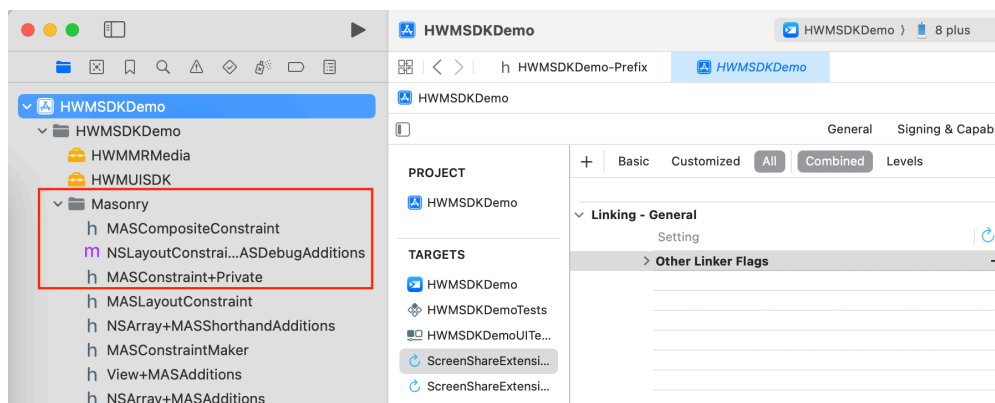 HWMSDKDemo
HWMSDKDemo 〉 8 plus
HWMSDKDemo-Prefix
HWMSDKDemo
HWMSDKDemo
HWMSDKDemo
HWMSDKDemo
HWMMRMedia
HWMUISDK
Masonry
MASCompositeConstraint
NSLayoutConstrai...ASDebugAdditions
MASConstraint+Private
MASLayoutConstraint
NSArray+MASShorthandAdditions
MASConstraintMaker
View+MASAdditions
NSArray+MASAdditions
General Signing & Capabi
PROJECT
HWMSDKDemo
TARGETS
HWMSDKDemo
HWMSDKDemoTests
HWMSDKDemoUITe...
ScreenShareExtensi...
ScreenShareExtensi...
+ Basic Customized All Combined Levels
Linking - General
Setting
Other Linker Flags